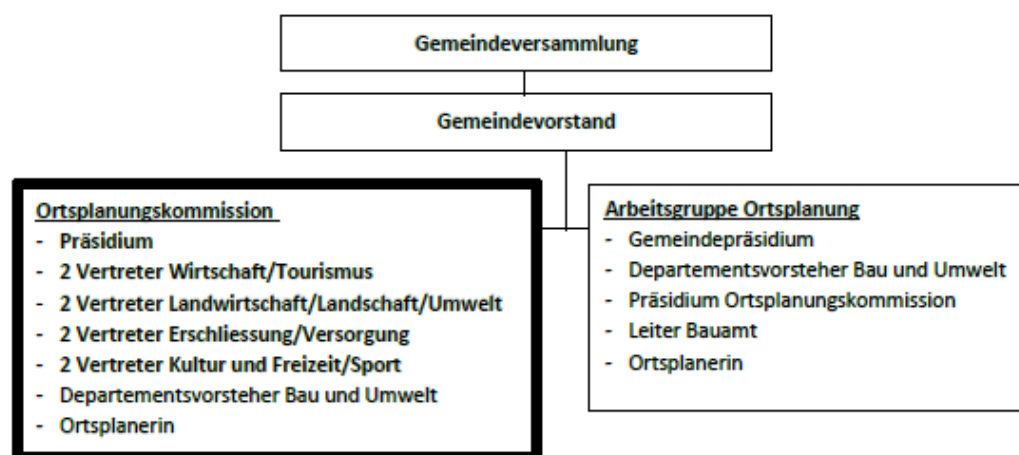 Gemeindeversammlung
Gemeindevorstand
Ortsplanungskommission
- Präsidium
- 2 Vertreter Wirtschaft/Tourismus
- 2 Vertreter Landwirtschaft/Landschaft/Umwelt
- 2 Vertreter Erschliessung/Versorgung
- 2 Vertreter Kultur und Freizeit/Sport
- Departementsvorsteher Bau und Umwelt
- Ortsplanerin
Arbeitsgruppe Ortsplanung
- Gemeindepräsidium
- Departementsvorsteher Bau und Umwelt
- Präsidium Ortsplanungskommission
- Leiter Bauamt
- Ortsplanerin